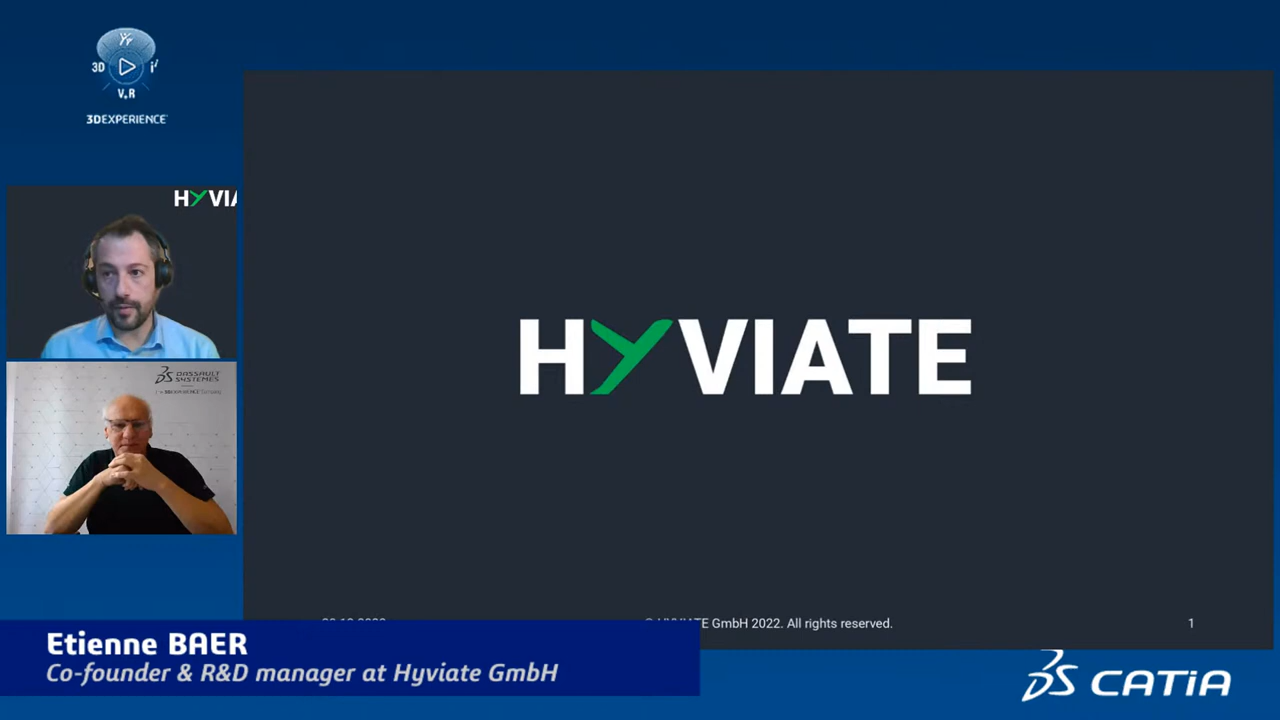 3D
i'
V+R
3DEXPERIENCE
HYVIA
DASSAULT
SYSTEMES
HYVIATE
GmbH 2022. All rights reserved.
1
Etienne BAER
Co-founder & R&D manager at Hyviate GmbH
CATIA